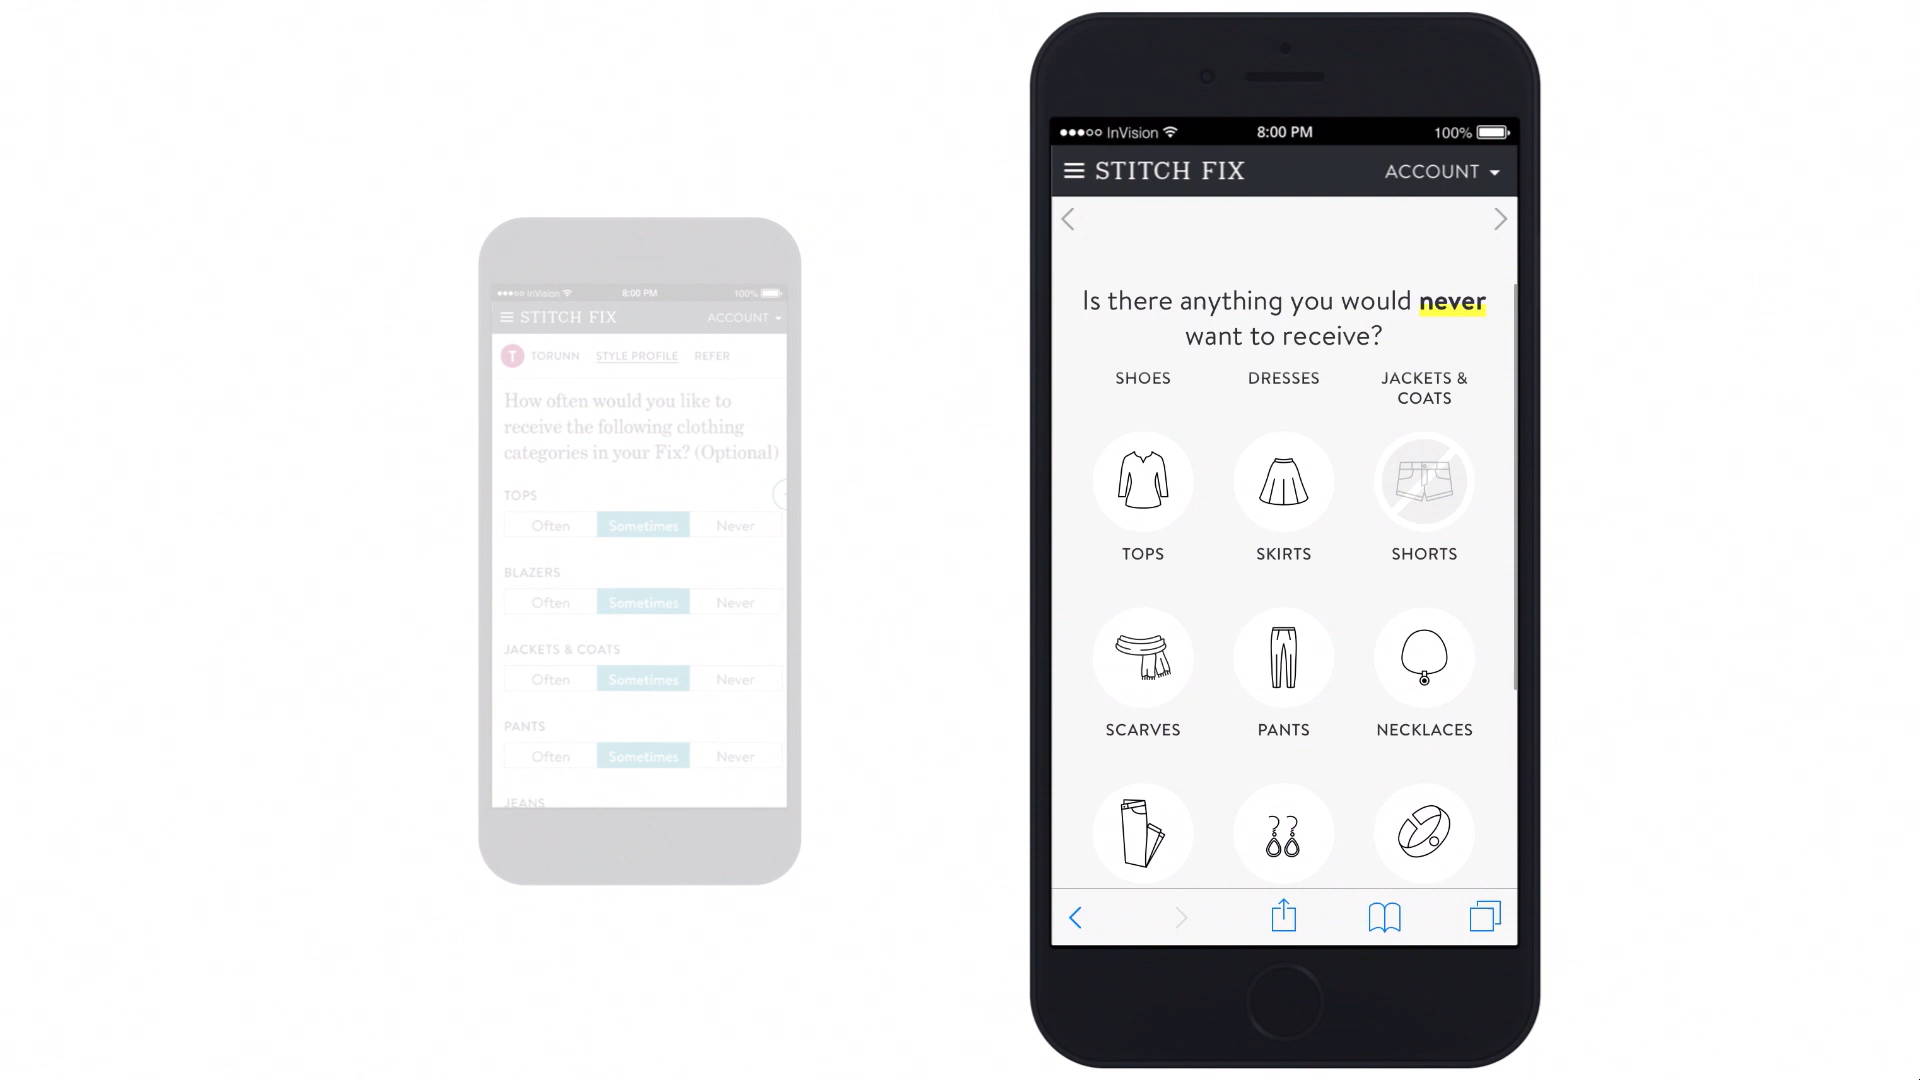 InVision
8:00 PM
100%
STITCH FIX
ACCOUNT
T
TORUNN
STYLE PROFILE
REFER
How often would you like to
receive the following clothing
categories in your Fix? (Optional)
TOPS
Often Sometimes Never
BLAZERS
Often Sometimes Never
JACKETS & COATS
Often Sometimes Never
PANTS
Often Sometimes Never
JEANS
InVision
8:00 PM
100%
STITCH FIX
ACCOUNT
Is there anything you would never
want to receive?
SHOES
DRESSES
JACKETS &
COATS
TOPS
SKIRTS
SHORTS
SCARVES
PANTS
NECKLACES